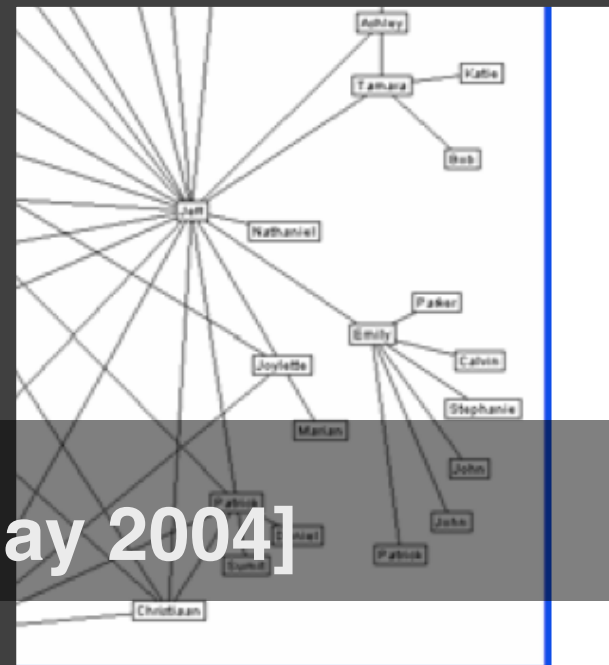 Ashley
Katie
Tamara
Bob
Jeff
Nathaniel
Parker
Emily
Calvin
Joylette
Stephanie
Marian
John
Patrick
John
ay 2004]
Daniel
Patrick
Sumit
Christiaan